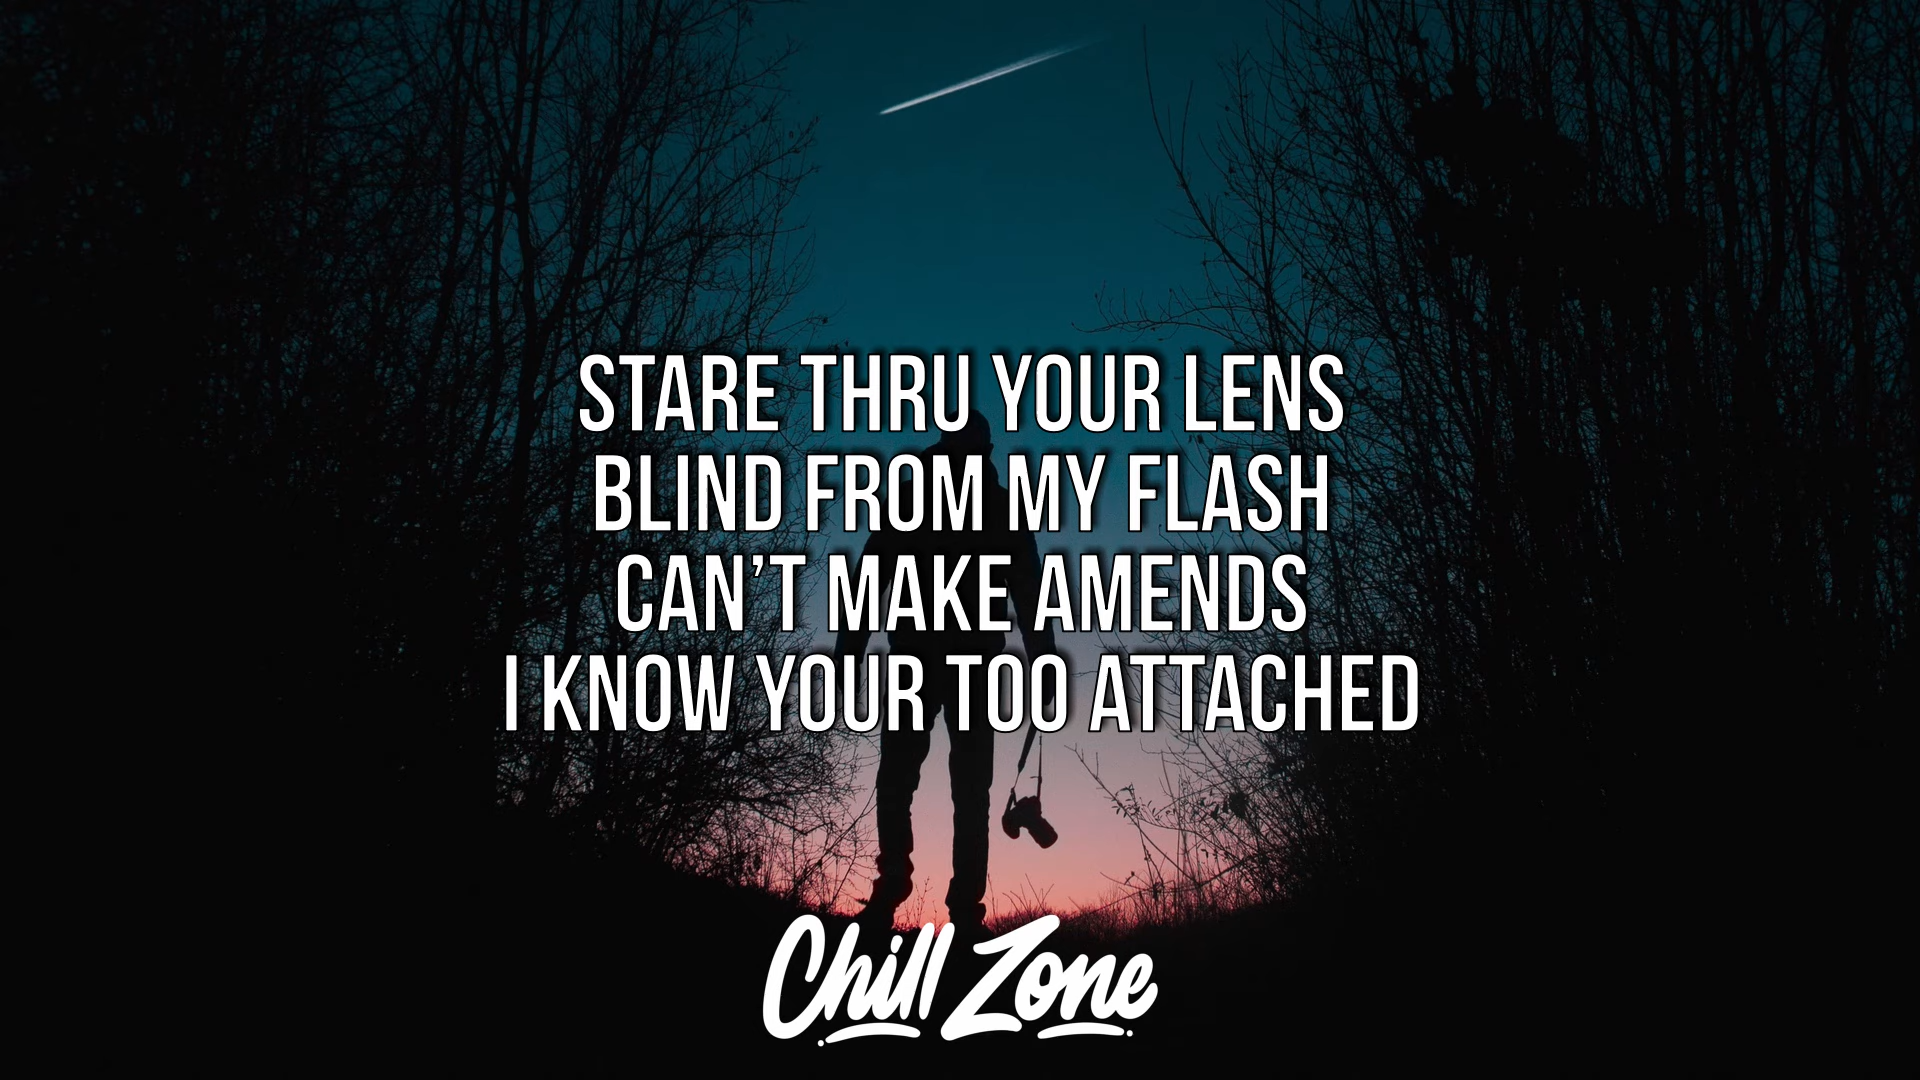 STARE THRU YOUR LENS
BLIND FROM MY FLASH
CAN’T MAKE AMENDS
I KNOW YOUR TOO ATTACHED
Chill Zone